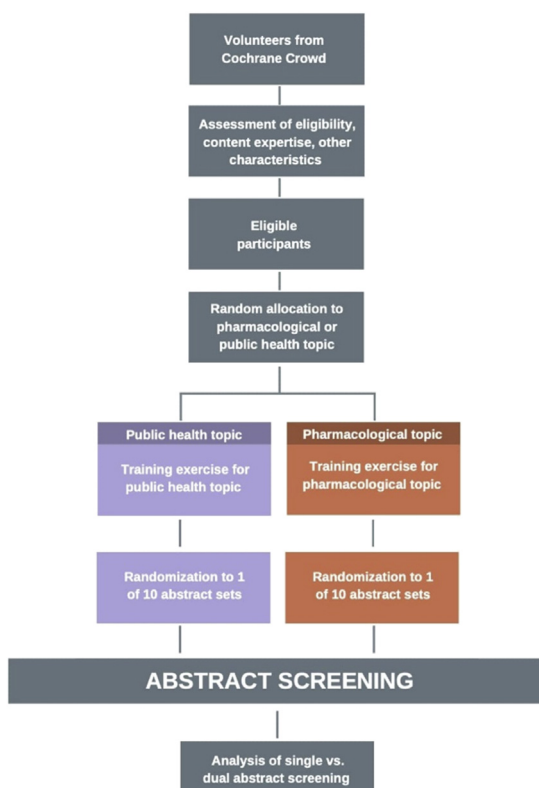 Volunteers from
Cochrane Crowd
Assessment of eligibility,
content expertise, other
characteristics
Eligible
participants
Random allocation to
pharmacological or
public health topic
Public health topic
Training exercise for
public health topic
Pharmacological topic
Training exercise for
pharmacological topic
Randomization to 1
of 10 abstract sets
Randomization to 1
of 10 abstract sets
ABSTRACT SCREENING
Analysis of single vs.
dual abstract screening